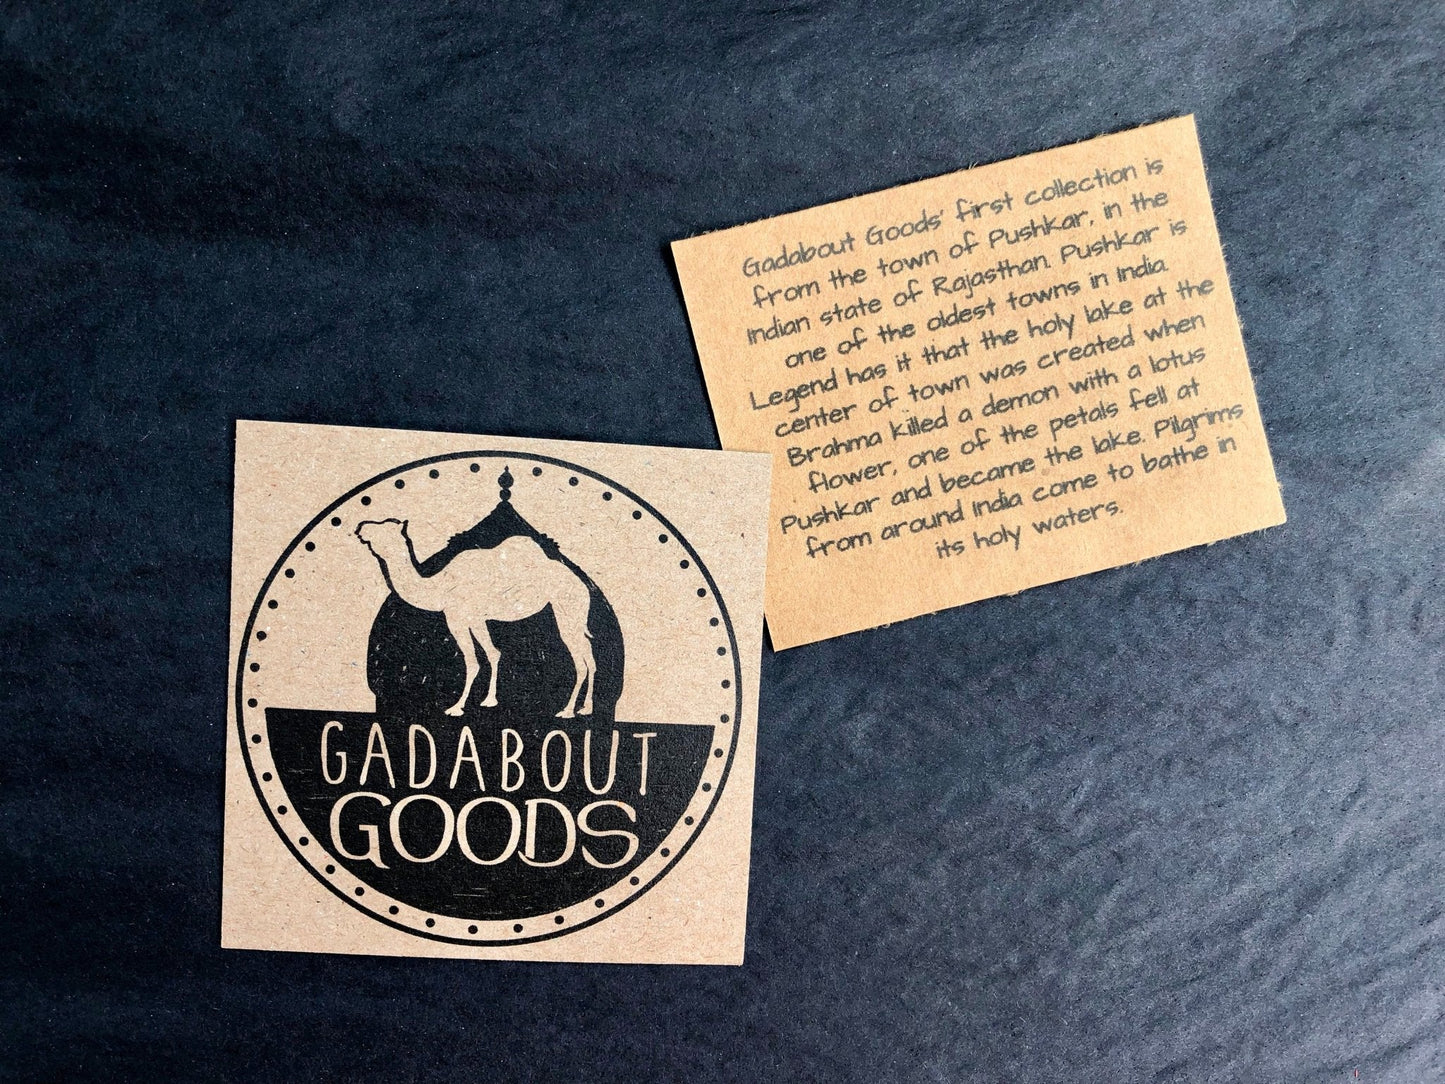 Gadabout Goods' first collection is
from the town of Pushkar, in the
Indian state of Rajasthan. Pushkar is
one of the oldest towns in India.
Legend has it that the holy lake at the
center of town was created when
Brahma killed a demon with a lotus
flower, one of the petals fell at
Pushkar and became the lake. Pilgrims
from around India come to bathe in
its holy waters.
GADABOUT
GOODS